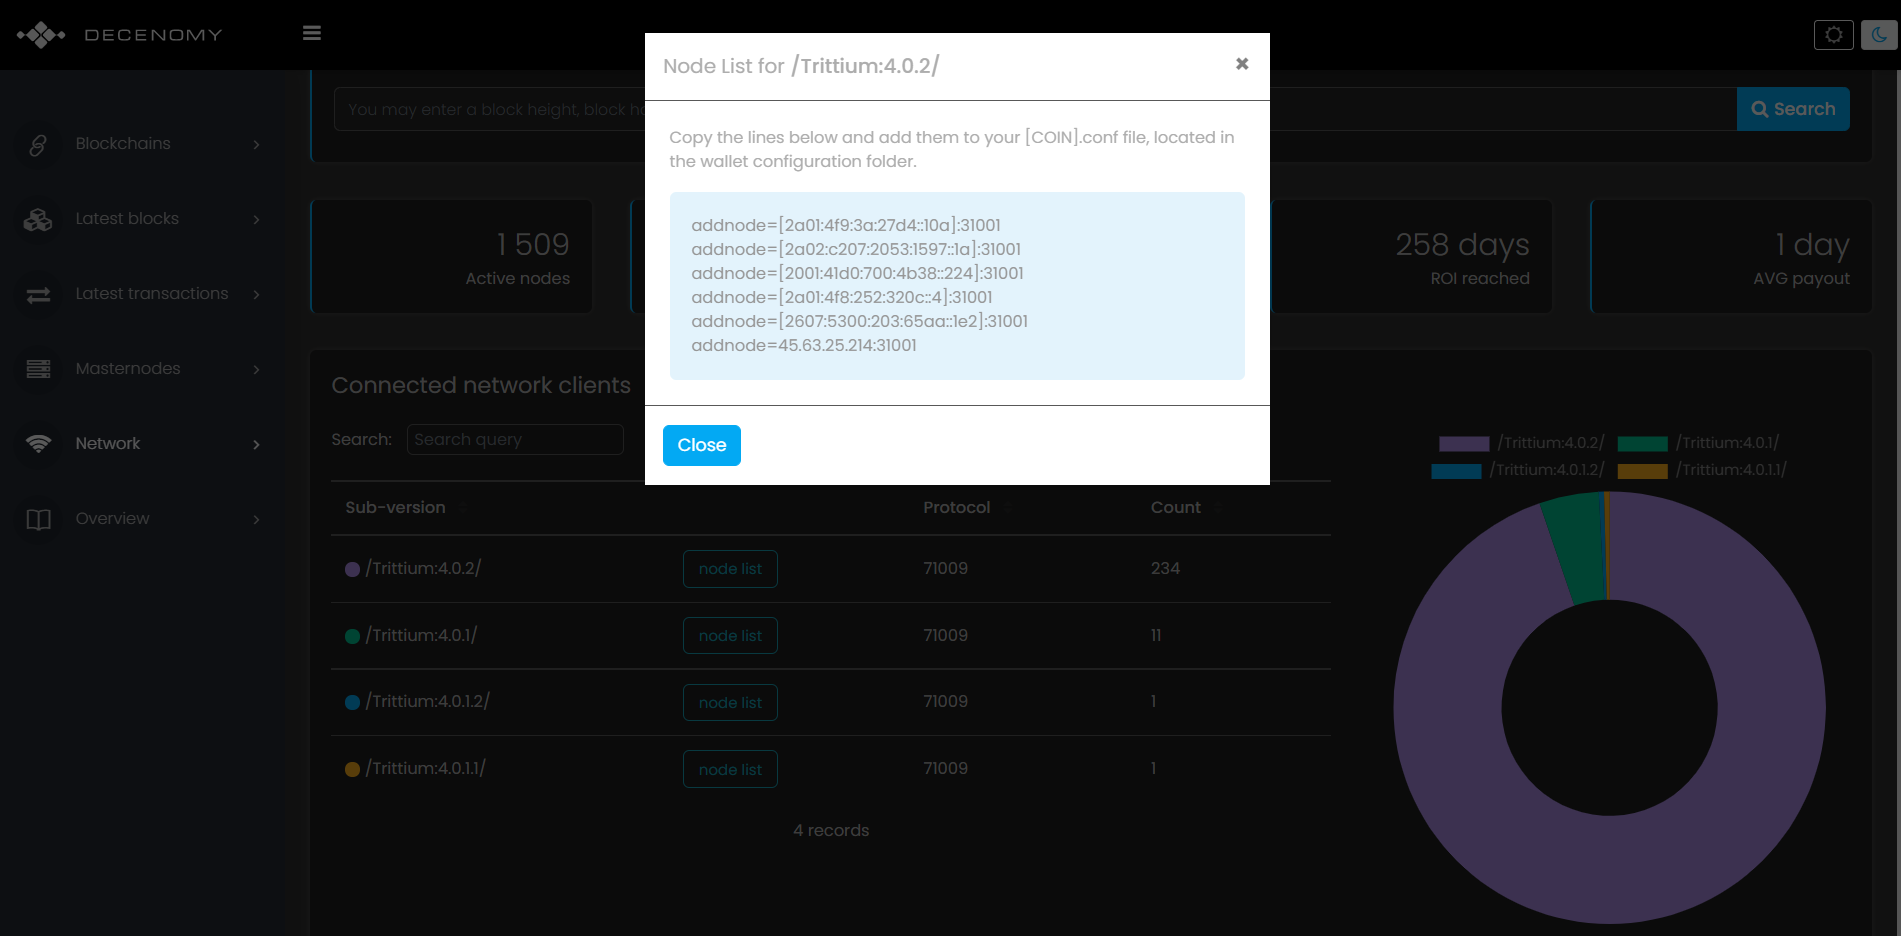 DECENOMY
Node List for /Trittium:4.0.2/
✖
Copy the lines below and add them to your [COIN].conf file, located in
the wallet configuration folder.
addnode=[2a01:4f9:3a:27d4::10a]:31001
addnode=[2a02:c207:2053:1597::1a]:31001
addnode=[2001:41d0:700:4b38::224]:31001
addnode=[2a01:4f8:252:320c::4]:31001
addnode=[2607:5300:203:65aa::1e2]:31001
addnode=45.63.25.214:31001
Close
You may enter a block height, block
Search
Blockchains
Latest blocks
Latest transactions
Masternodes
Network
Overview
1 509
Active nodes
258 days
ROI reached
1 day
AVG payout
Connected network clients
Search: Search query
Sub-version Protocol Count
/Trittium:4.0.2/ node list 71009 234
/Trittium:4.0.1/ node list 71009 11
/Trittium:4.0.1.2/ node list 71009 1
/Trittium:4.0.1.1/ node list 71009 1
4 records
/Trittium:4.0.2/ /Trittium:4.0.1/
/Trittium:4.0.1.2/ /Trittium:4.0.1.1/